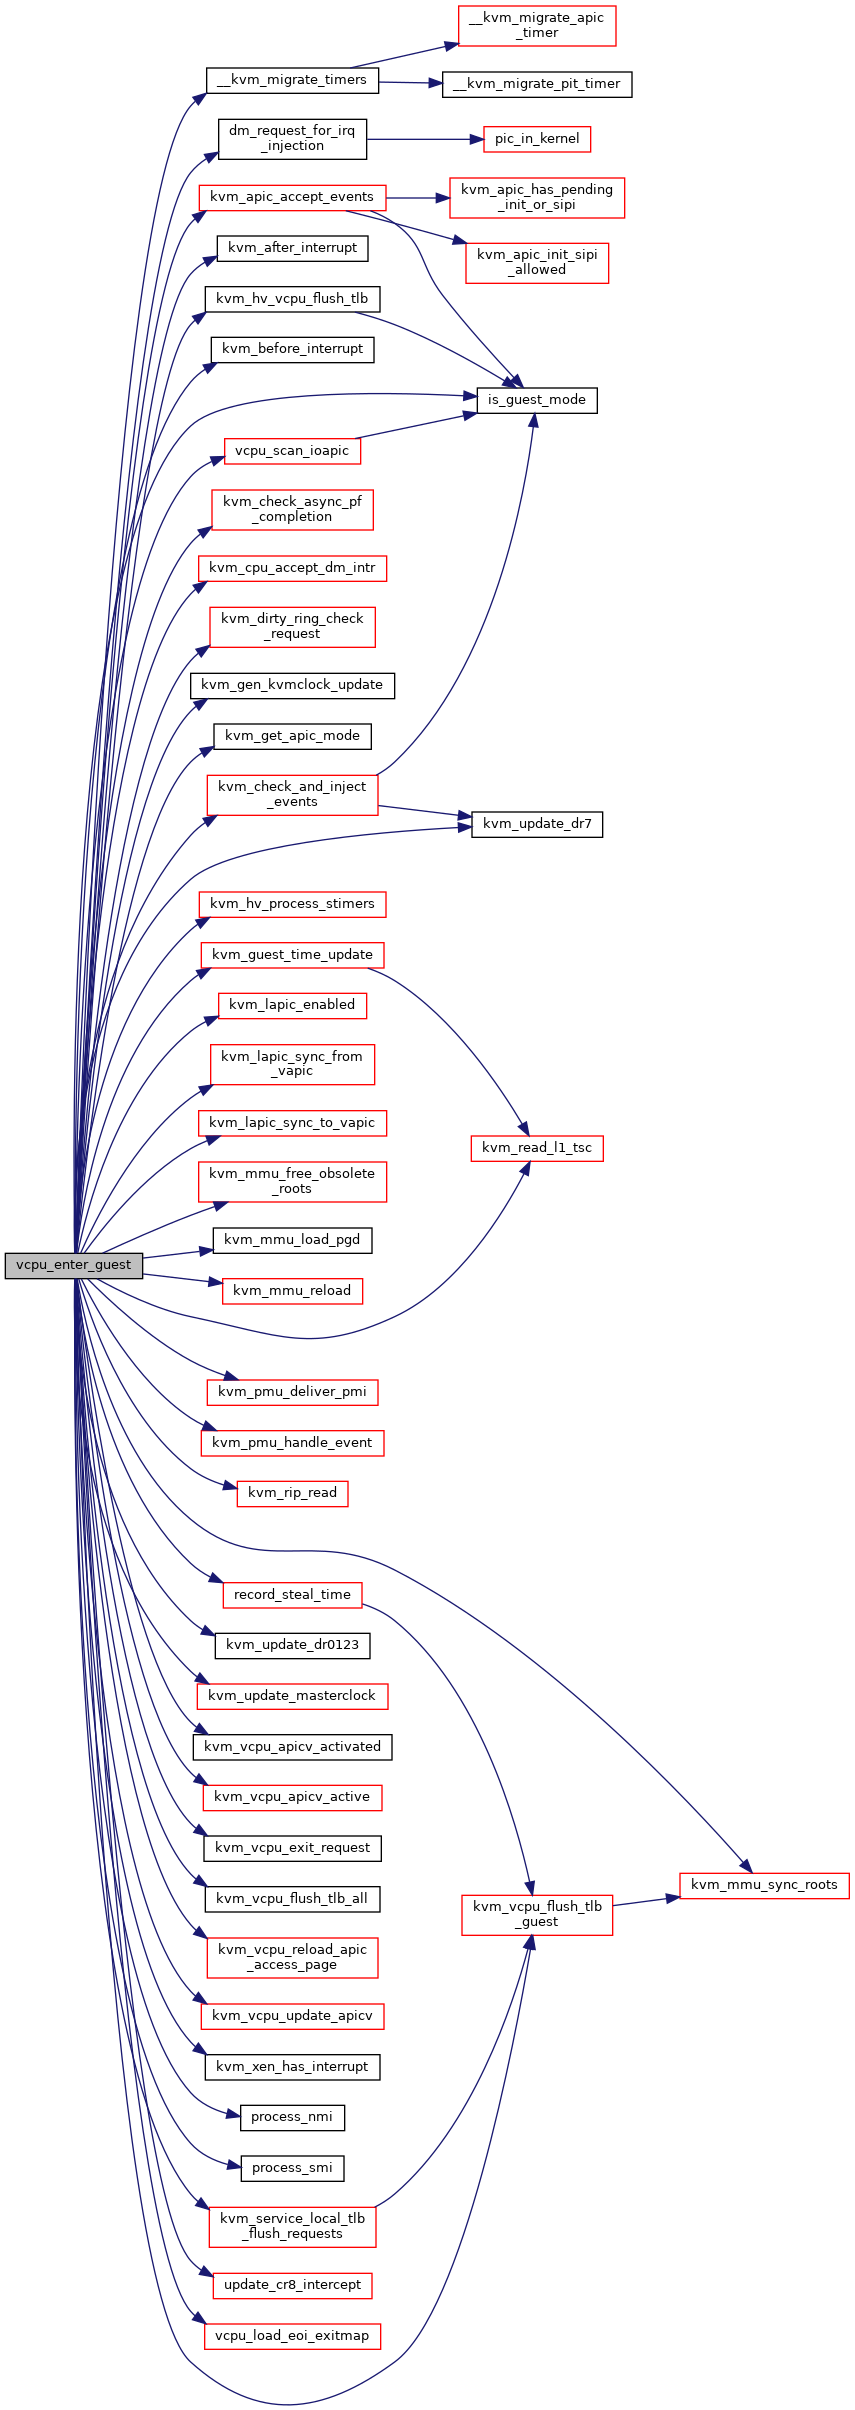 __kvm_migrate_apic
_timer
__kvm_migrate_timers
__kvm_migrate_pit_timer
dm_request_for_irq
_injection
pic_in_kernel
kvm_apic_accept_events
kvm_apic_has_pending
_init_or_sipi
kvm_after_interrupt
kvm_apic_init_sipi
_allowed
kvm_hv_vcpu_flush_tlb
kvm_before_interrupt
is_guest_mode
vcpu_scan_ioapic
kvm_check_async_pf
_completion
kvm_cpu_accept_dm_intr
kvm_dirty_ring_check
_request
kvm_gen_kvmclock_update
kvm_get_apic_mode
kvm_check_and_inject
_events
kvm_update_dr7
kvm_hv_process_stimers
kvm_guest_time_update
kvm_lapic_enabled
kvm_lapic_sync_from
_vapic
kvm_lapic_sync_to_vapic
kvm_read_l1_tsc
kvm_mmu_free_obsolete
_roots
kvm_mmu_load_pgd
vcpu_enter_guest
kvm_mmu_reload
kvm_pmu_deliver_pmi
kvm_pmu_handle_event
kvm_rip_read
record_steal_time
kvm_update_dr0123
kvm_update_masterclock
kvm_vcpu_apicv_activated
kvm_vcpu_apicv_active
kvm_vcpu_exit_request
kvm_mmu_sync_roots
kvm_vcpu_flush_tlb_all
kvm_vcpu_flush_tlb
_guest
kvm_vcpu_reload_apic
_access_page
kvm_vcpu_update_apicv
kvm_xen_has_interrupt
process_nmi
process_smi
kvm_service_local_tlb
_flush_requests
update_cr8_intercept
vcpu_load_eoi_exitmap